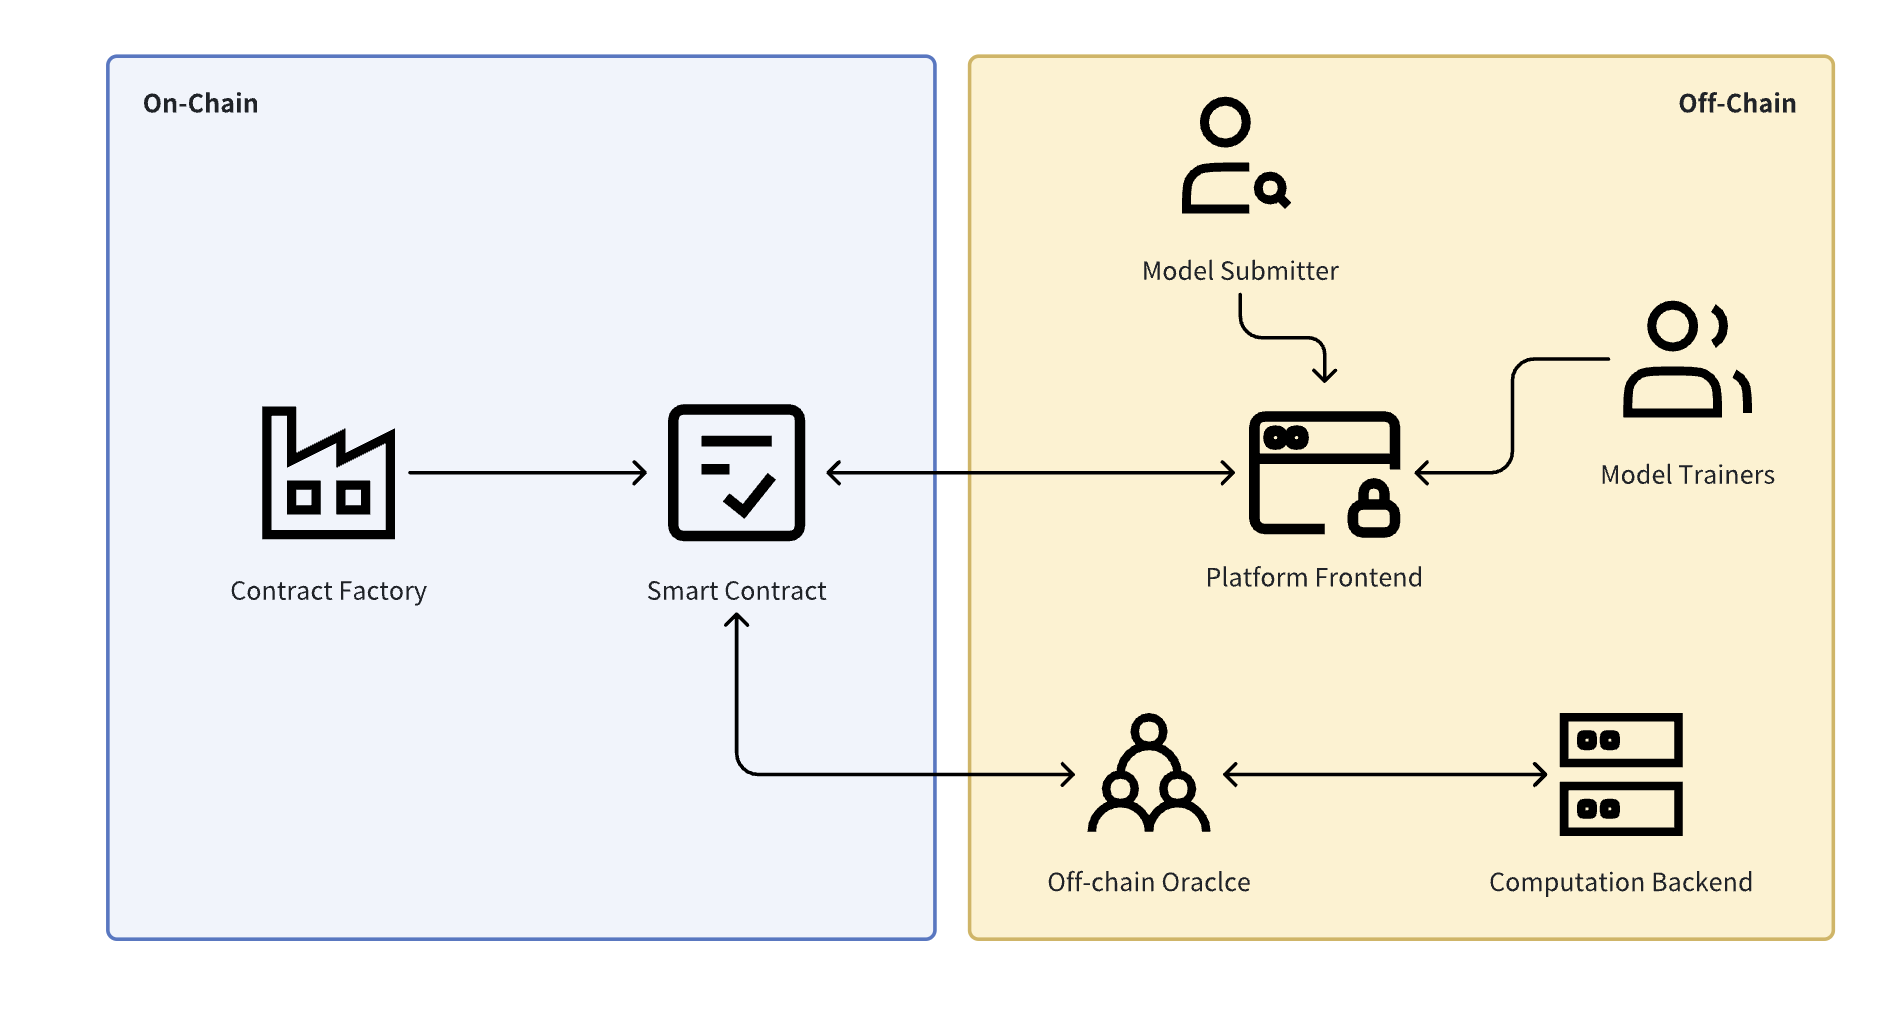 On-Chain
Off-Chain
Model Submitter
Model Trainers
Contract Factory
Smart Contract
Platform Frontend
Off-chain Oraclce
Computation Backend